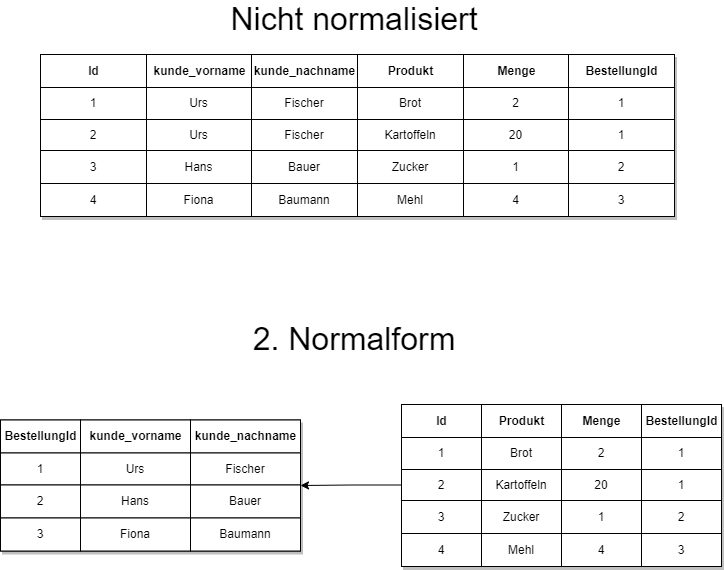 Nicht normalisiert
Id kunde_vorname kunde_nachname Produkt Menge BestellungId
1 Urs Fischer Brot 2 1
2 Urs Fischer Kartoffeln 20 1
3 Hans Bauer Zucker 1 2
4 Fiona Baumann Mehl 4 3
2. Normalform
BestellungId kunde_vorname kunde_nachname
1 Urs Fischer
2 Hans Bauer
3 Fiona Baumann
Id Produkt Menge BestellungId
1 Brot 2 1
2 Kartoffeln 20 1
3 Zucker 1 2
4 Mehl 4 3